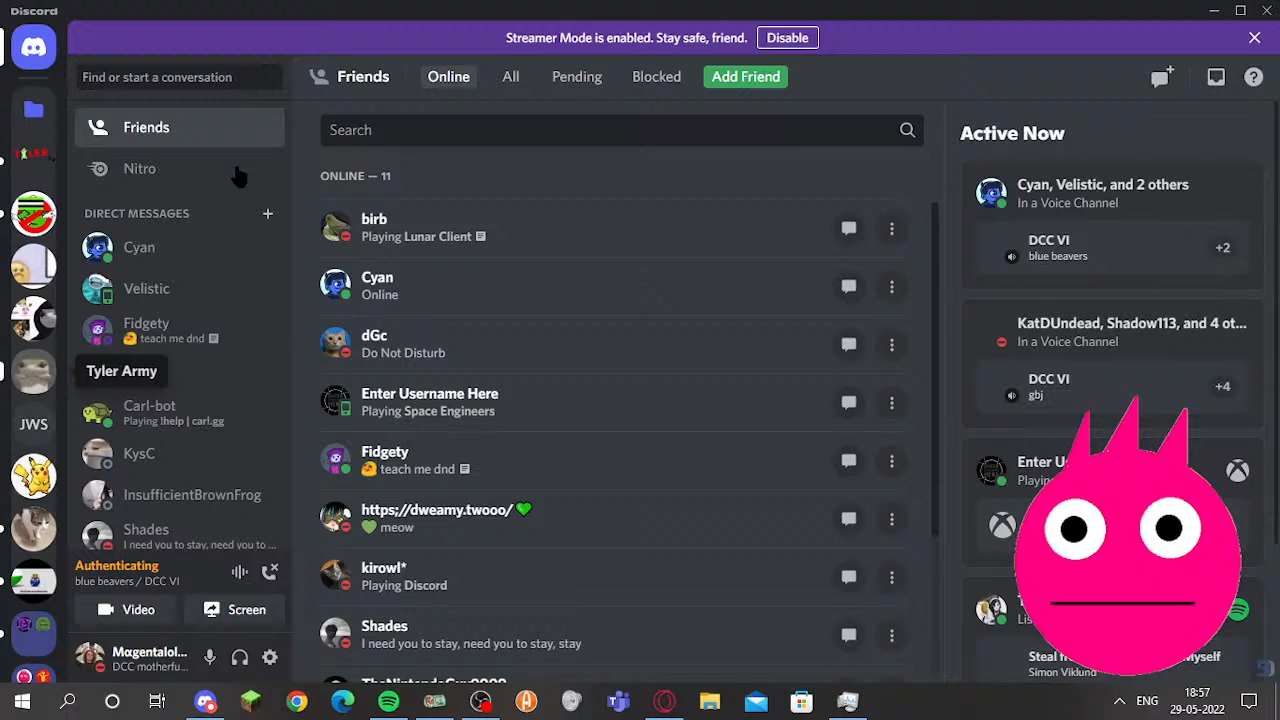 Discord
Streamer Mode is enabled. Stay safe, friend.
Disable
Find or start a conversation
Friends
Online
All
Pending
Blocked
Add Friend
Friends
Nitro
DIRECT MESSAGES
Cyan
Velistic
Fidgety
teach me dnd
Tyler Army
Carl-bot
Playing !help | carl.gg
KysC
InsufficientBrownFrog
Shades
I need you to stay, need you to ...
Authenticating
blue beavers / DCC VI
Video
Screen
Mɑgentalol...
DCC motherfu...
TYLER
JWS
Search
ONLINE — 11
birb
Playing Lunar Client
Cyan
Online
dGc
Do Not Disturb
Enter Username Here
Playing Space Engineers
Fidgety
teach me dnd
https;//dweamy.twooo/
meow
kirowl*
Playing Discord
Shades
I need you to stay, need you to stay, stay
Active Now
Cyan, Velistic, and 2 others
In a Voice Channel
DCC VI
blue beavers
+2
KatDUndead, Shadow113, and 4 ot...
In a Voice Channel
DCC VI
gbj
+4
Enter
Steal
Simon Viklund
ENG
18:57
29-05-2022